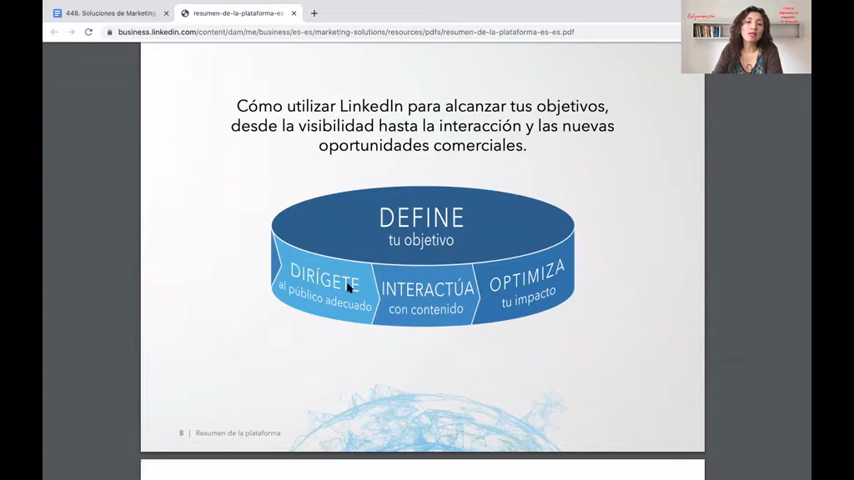 448. Soluciones de Marketing
resumen-de-la-plataforma-es-
business.linkedin.com/content/dam/me/business/es-es/marketing-solutions/resources/pdfs/resumen-de-la-plataforma-es-es.pdf
Cómo utilizar LinkedIn para alcanzar tus objetivos,
desde la visibilidad hasta la interacción y las nuevas
oportunidades comerciales.
DEFINE
tu objetivo
DIRÍGETE
al público adecuado
INTERACTÚA
con contenido
OPTIMIZA
tu impacto
8 | Resumen de la plataforma